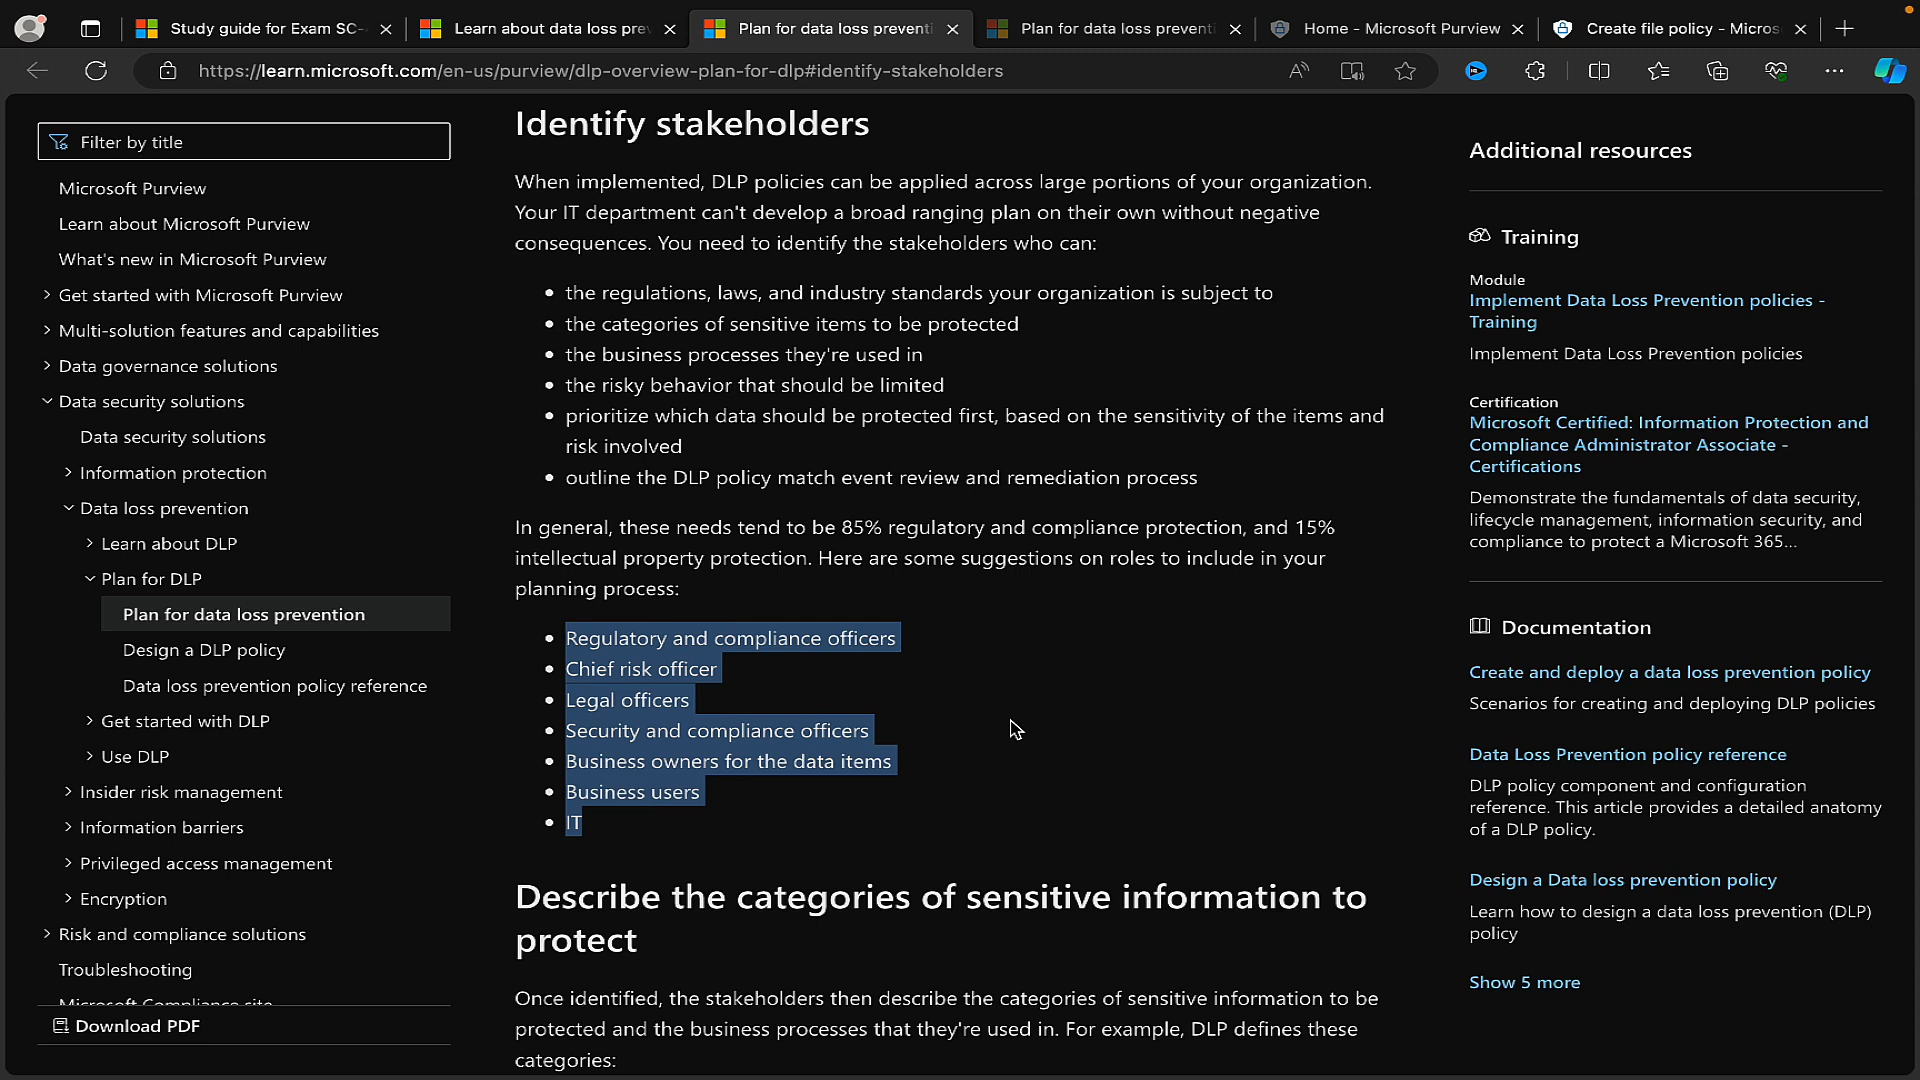 Study guide for Exam SC-
Learn about data loss prev
Plan for data loss preventi
Plan for data loss preventi
Home - Microsoft Purview
Create file policy - Micros
https://learn.microsoft.com/en-us/purview/dlp-overview-plan-for-dlp#identify-stakeholders
Filter by title
Microsoft Purview
Learn about Microsoft Purview
What's new in Microsoft Purview
Get started with Microsoft Purview
Multi-solution features and capabilities
Data governance solutions
Data security solutions
Data security solutions
Information protection
Data loss prevention
Learn about DLP
Plan for DLP
Plan for data loss prevention
Design a DLP policy
Data loss prevention policy reference
Get started with DLP
Use DLP
Insider risk management
Information barriers
Privileged access management
Encryption
Risk and compliance solutions
Troubleshooting
Microsoft Compliance site
Download PDF
Identify stakeholders
When implemented, DLP policies can be applied across large portions of your organization.
Your IT department can't develop a broad ranging plan on their own without negative
consequences. You need to identify the stakeholders who can:
• the regulations, laws, and industry standards your organization is subject to
• the categories of sensitive items to be protected
• the business processes they're used in
• the risky behavior that should be limited
• prioritize which data should be protected first, based on the sensitivity of the items and
risk involved
• outline the DLP policy match event review and remediation process
In general, these needs tend to be 85% regulatory and compliance protection, and 15%
intellectual property protection. Here are some suggestions on roles to include in your
planning process:
• Regulatory and compliance officers
• Chief risk officer
• Legal officers
• Security and compliance officers
• Business owners for the data items
• Business users
• IT
Describe the categories of sensitive information to
protect
Once identified, the stakeholders then describe the categories of sensitive information to be
protected and the business processes that they're used in. For example, DLP defines these
categories:
Additional resources
Training
Module
Implement Data Loss Prevention policies -
Training
Implement Data Loss Prevention policies
Certification
Microsoft Certified: Information Protection and
Compliance Administrator Associate -
Certifications
Demonstrate the fundamentals of data security,
lifecycle management, information security, and
compliance to protect a Microsoft 365...
Documentation
Create and deploy a data loss prevention policy
Scenarios for creating and deploying DLP policies
Data Loss Prevention policy reference
DLP policy component and configuration
reference. This article provides a detailed anatomy
of a DLP policy.
Design a Data loss prevention policy
Learn how to design a data loss prevention (DLP)
policy
Show 5 more